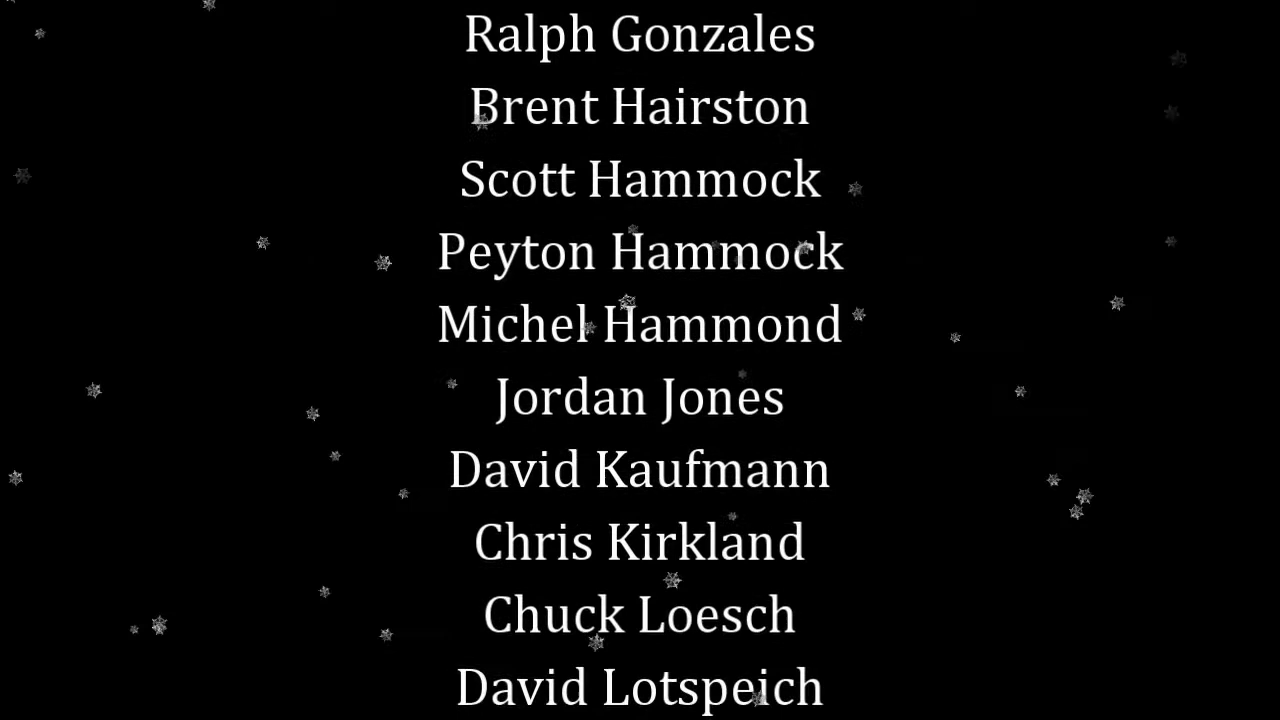 Ralph Gonzales
Brent Hairston
Scott Hammock
Peyton Hammock
Michel Hammond
Jordan Jones
David Kaufmann
Chris Kirkland
Chuck Loesch
David Lotspeich